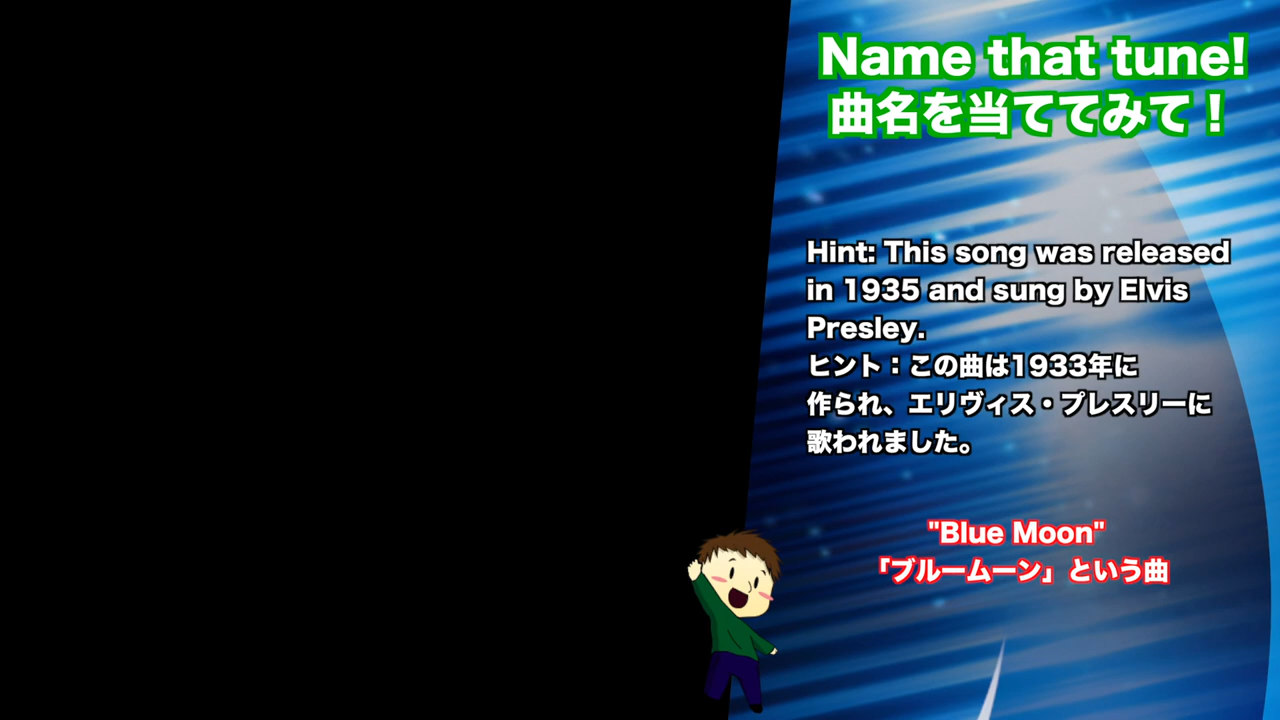 Name that tune!
曲名を当ててみて！
Hint: This song was released
in 1935 and sung by Elvis
Presley.
ヒント：この曲は1933年に
作られ、エリヴィス・プレスリーに
歌われました。
"Blue Moon"
「ブルームーン」という曲